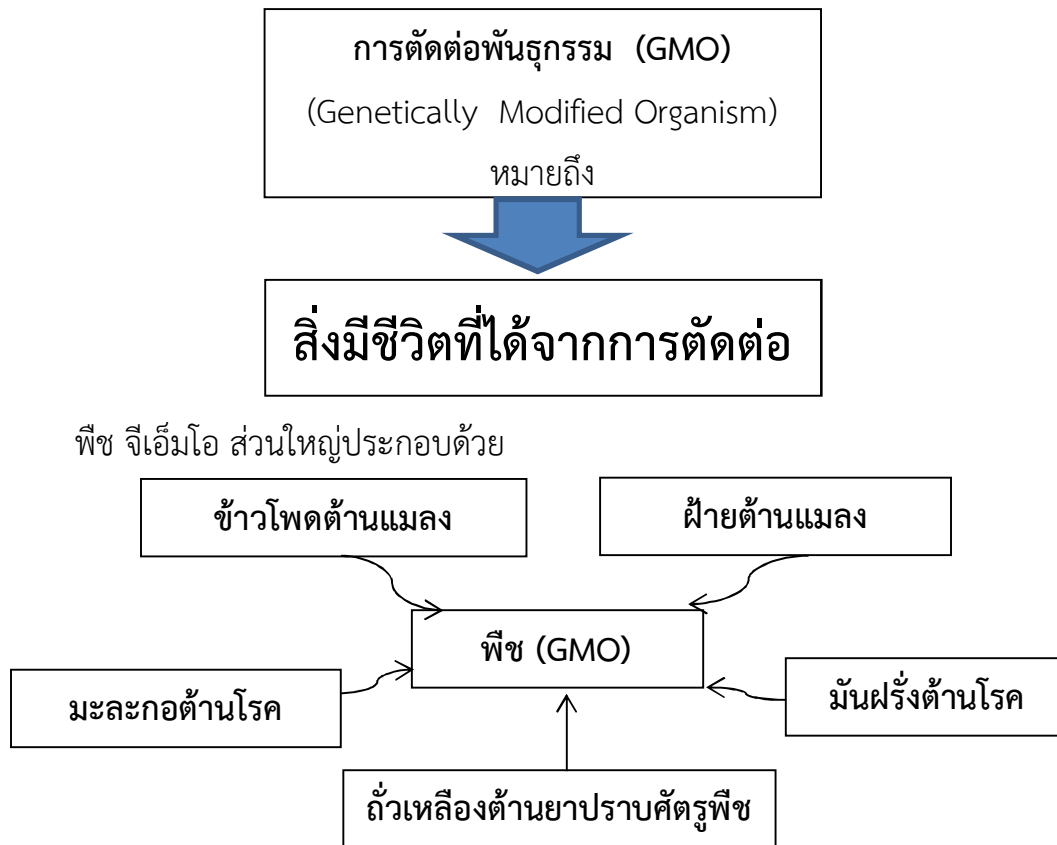 การตัดต่อพันธุกรรม (GMO)
(Genetically Modified Organism)
หมายถึง
สิ่งมีชีวิตที่ได้จากการตัดต่อ
พืช จีเอ็มโอ ส่วนใหญ่ประกอบด้วย
ข้าวโพดต้านแมลง
ฝ้ายต้านแมลง
พืช (GMO)
มะละกอต้านโรค
มันฝรั่งต้านโรค
ถั่วเหลืองต้านยาปราบศัตรูพืช